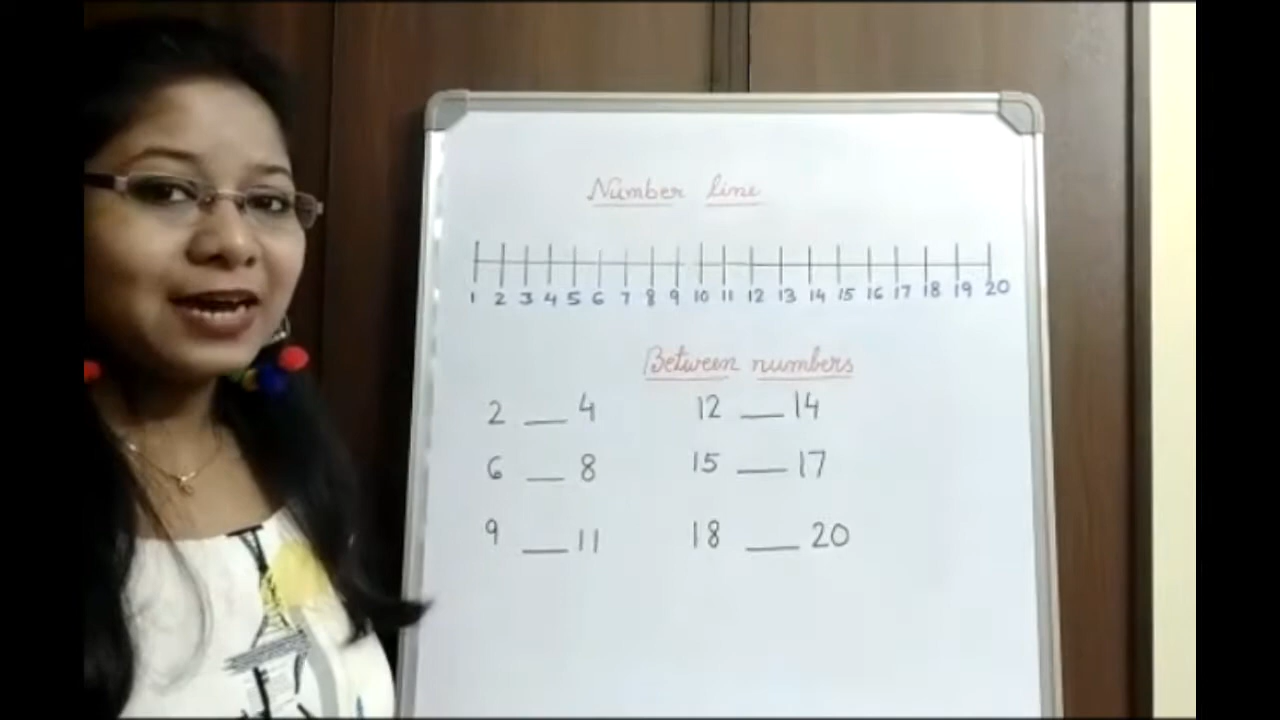 Number line
1 2 3 4 5 6 7 8 9 10 11 12 13 14 15 16 17 18 19 20
Between numbers
2 __ 4 12 __ 14
6 __ 8 15 __ 17
9 __ 11 18 __ 20